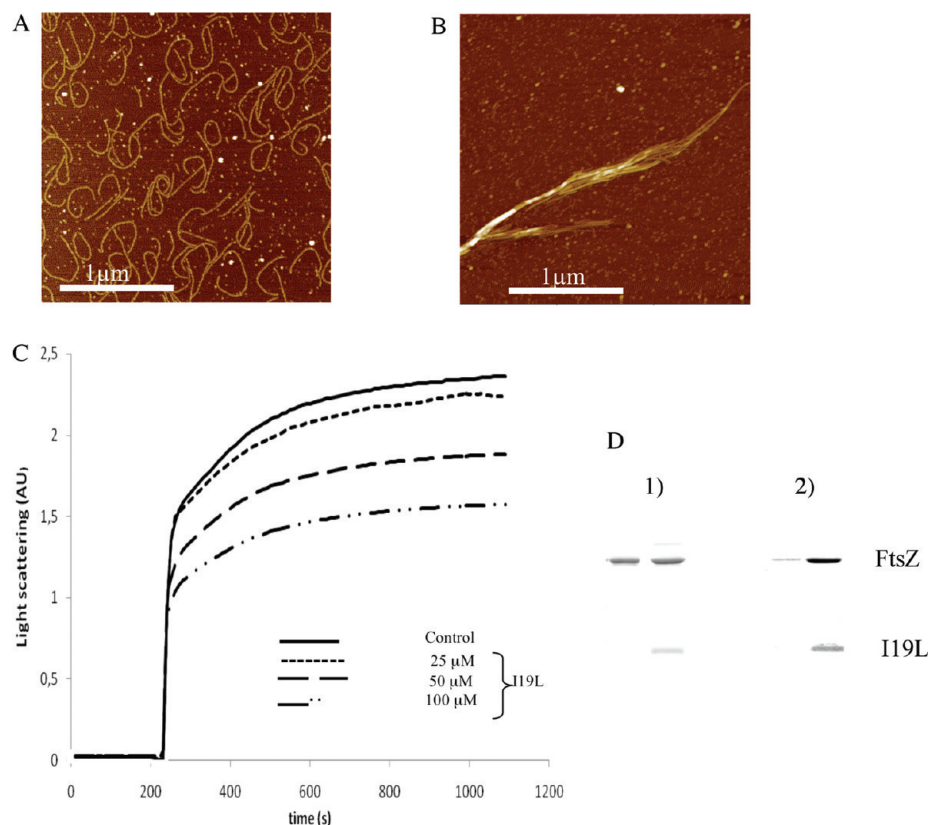 A
1µm
B
1µm
C
2,5
2
1,5
1
0,5
0
Light scattering (AU)
0 200 400 600 800 1000 1200
time (s)
Control
25 µM
50 µM
100 µM
I19L
D
1) 2)
FtsZ
I19L